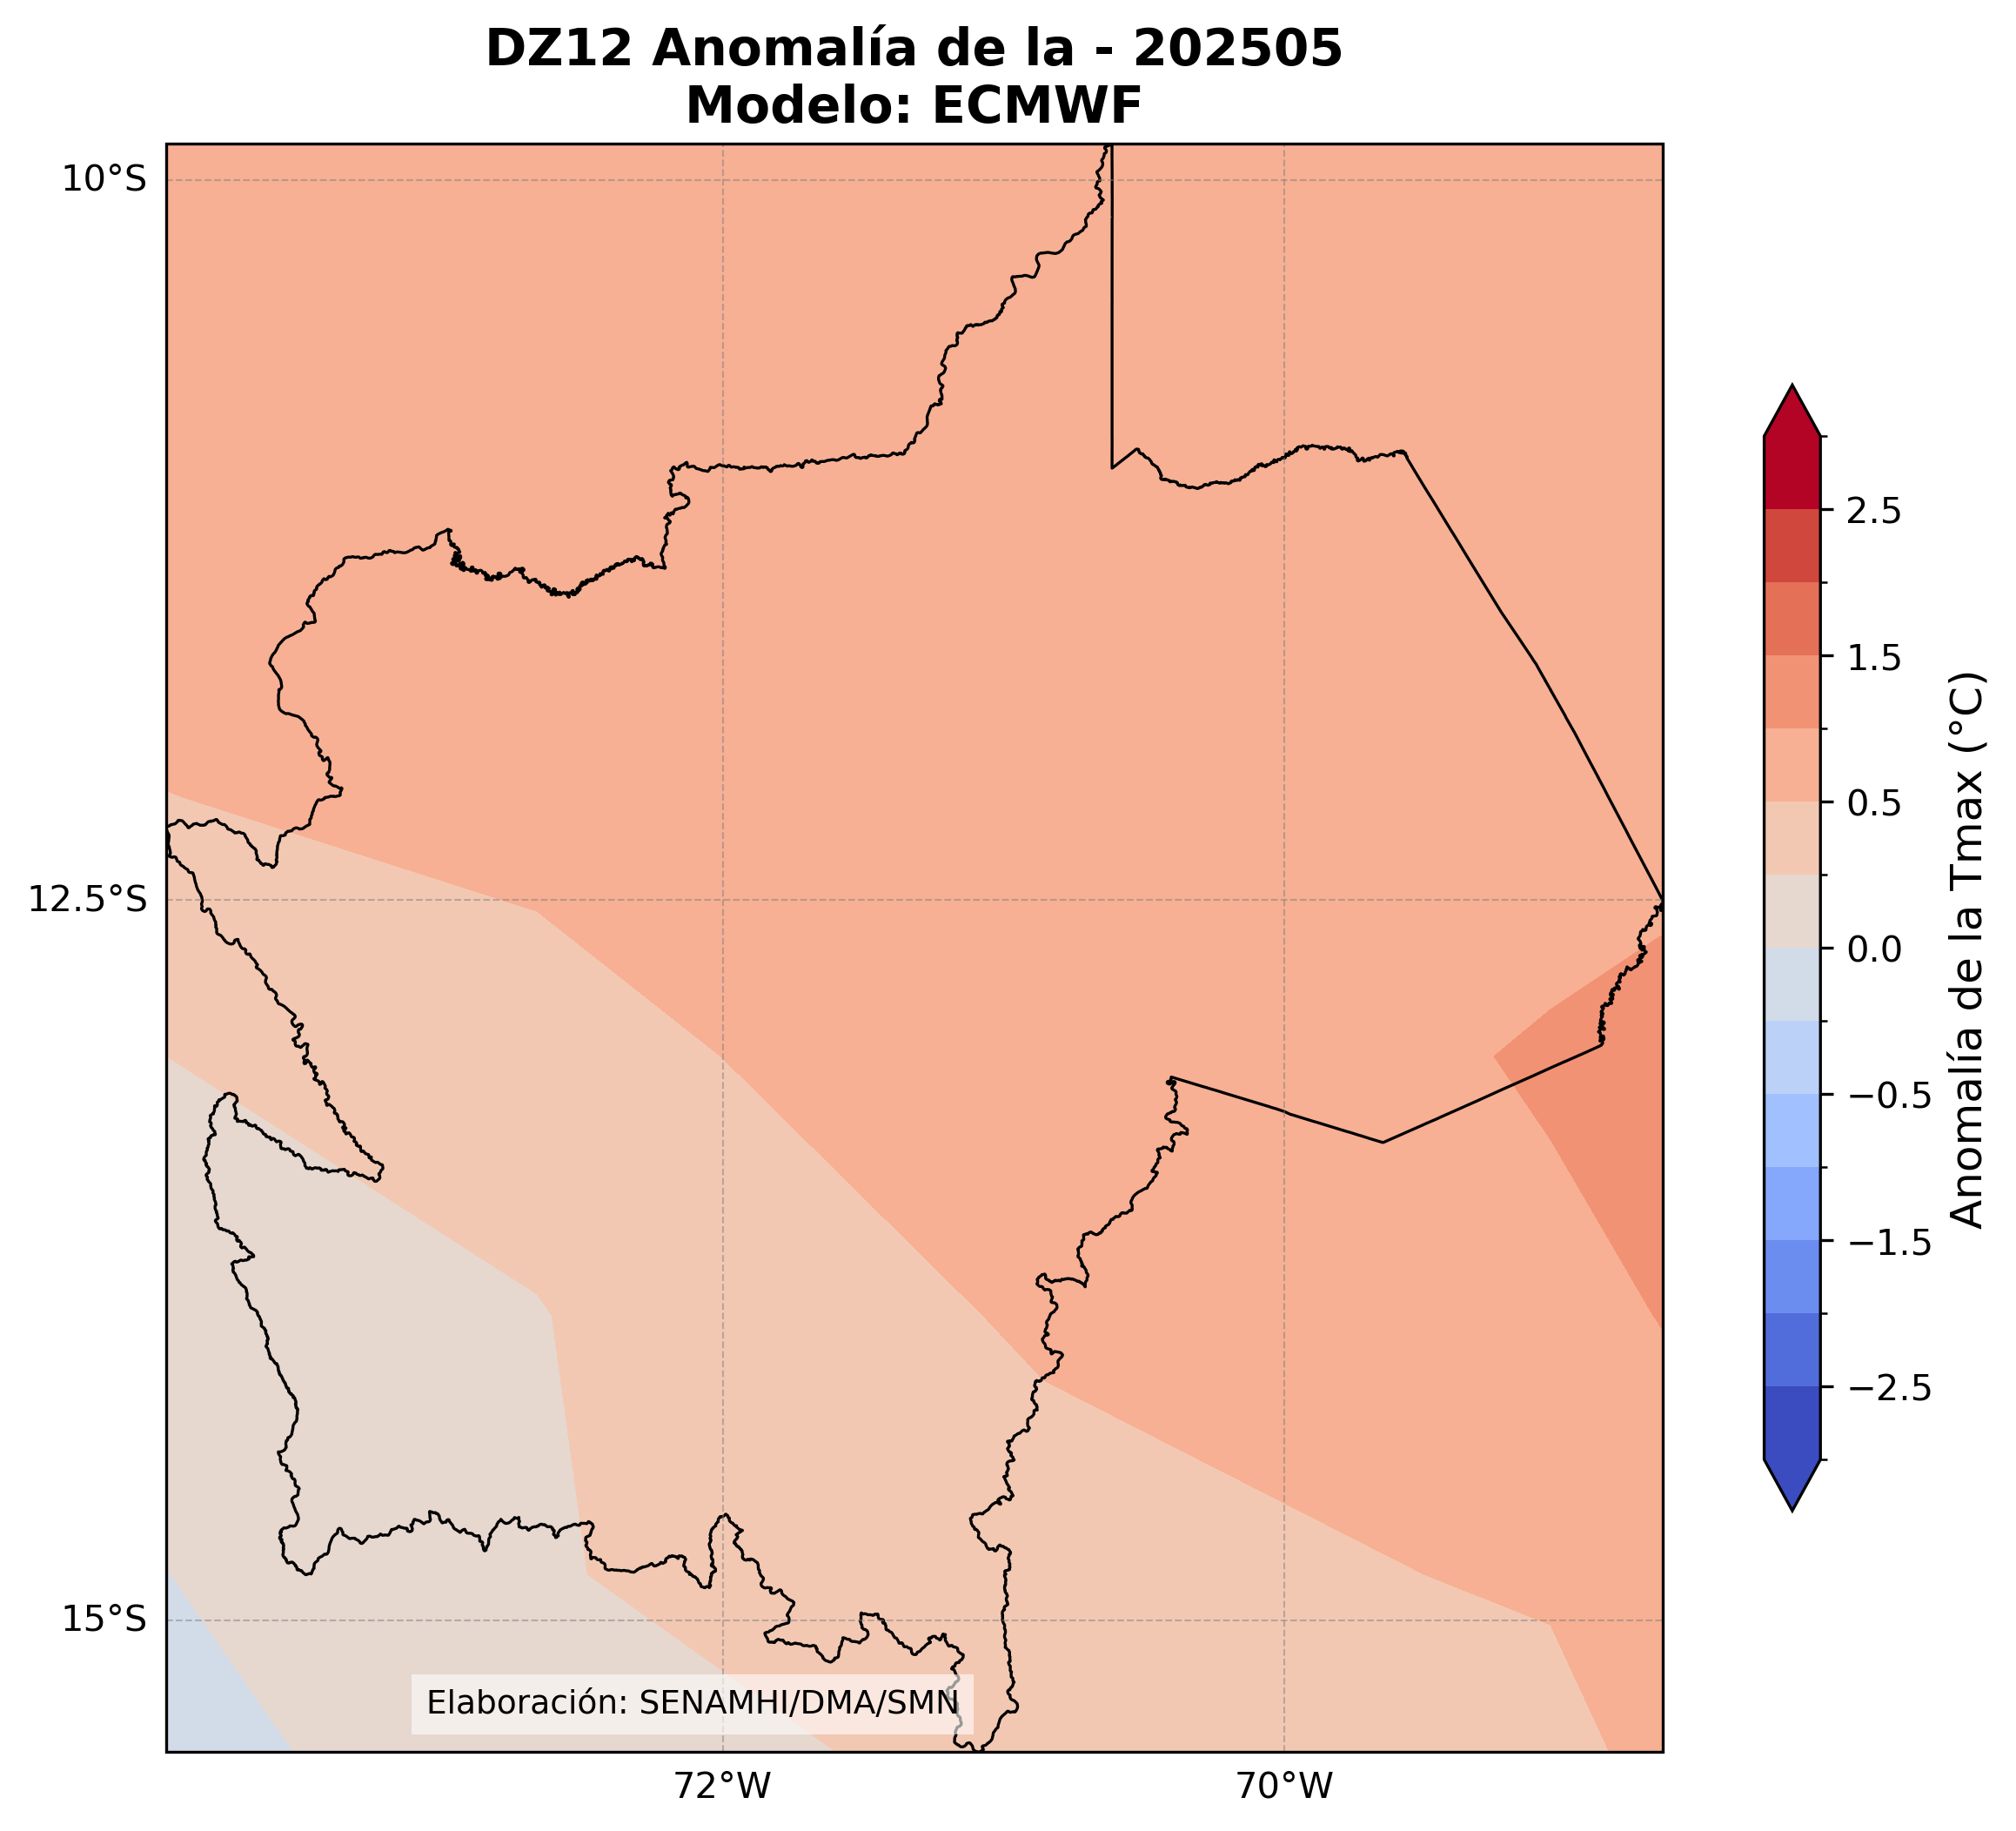 DZ12 Anomalía de la - 202505
Modelo: ECMWF
10°S
12.5°S
15°S
72°W
70°W
Elaboración: SENAMHI/DMA/SMN
2.5
1.5
0.5
0.0
−0.5
−1.5
−2.5
Anomalía de la Tmax (°C)